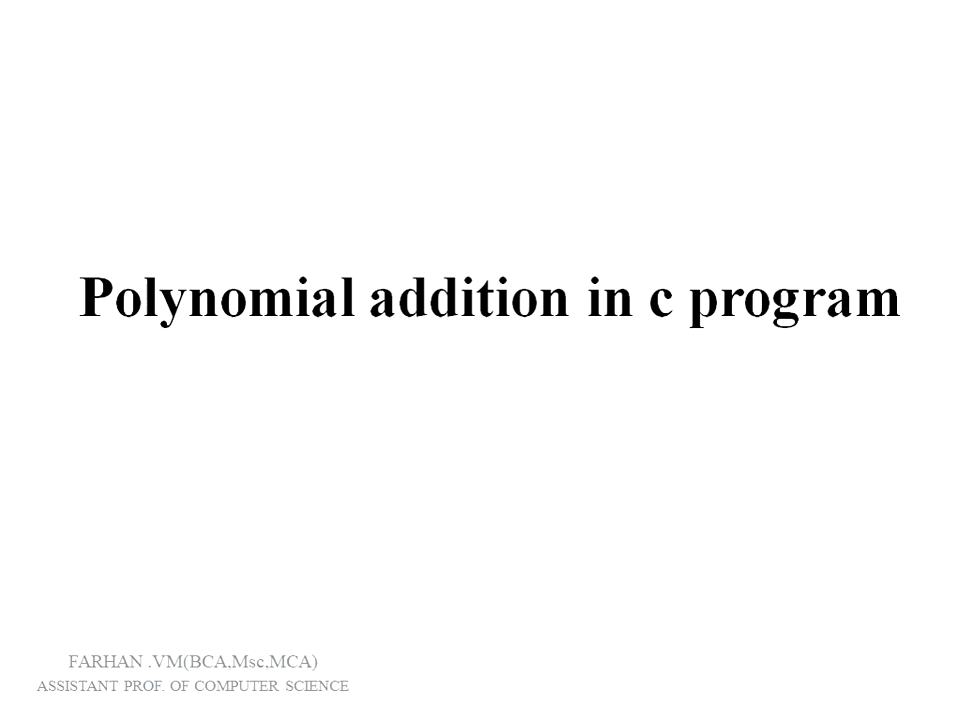 Polynomial addition in c program
FARHAN .VM(BCA,Msc,MCA)
ASSISTANT PROF. OF COMPUTER SCIENCE